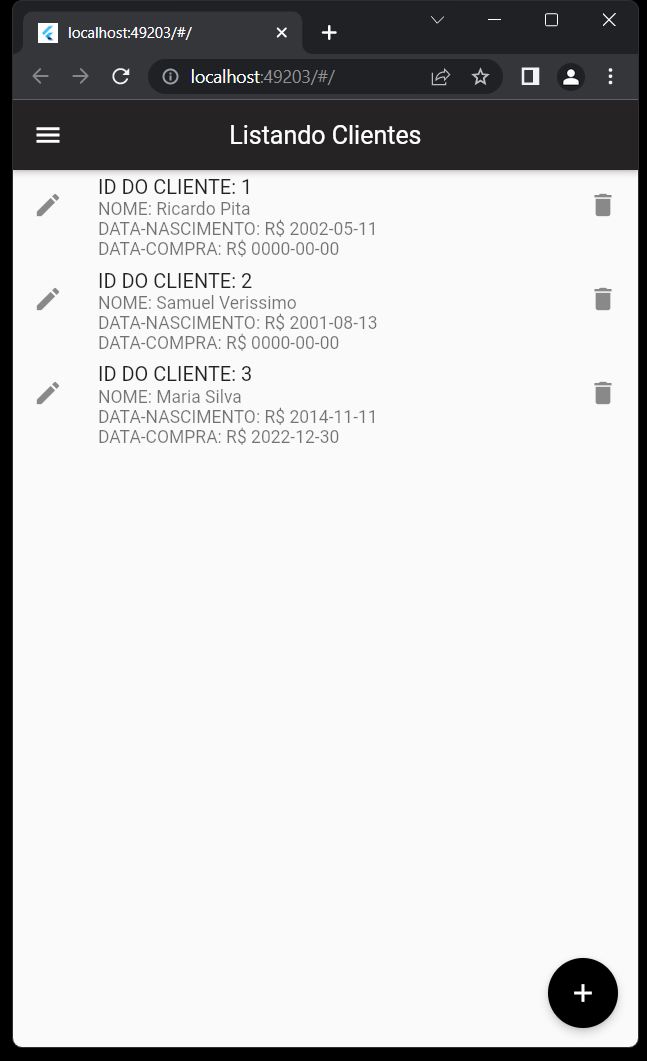 localhost:49203/#/
localhost:49203/#/
Listando Clientes
ID DO CLIENTE: 1
NOME: Ricardo Pita
DATA-NASCIMENTO: R$ 2002-05-11
DATA-COMPRA: R$ 0000-00-00
ID DO CLIENTE: 2
NOME: Samuel Verissimo
DATA-NASCIMENTO: R$ 2001-08-13
DATA-COMPRA: R$ 0000-00-00
ID DO CLIENTE: 3
NOME: Maria Silva
DATA-NASCIMENTO: R$ 2014-11-11
DATA-COMPRA: R$ 2022-12-30